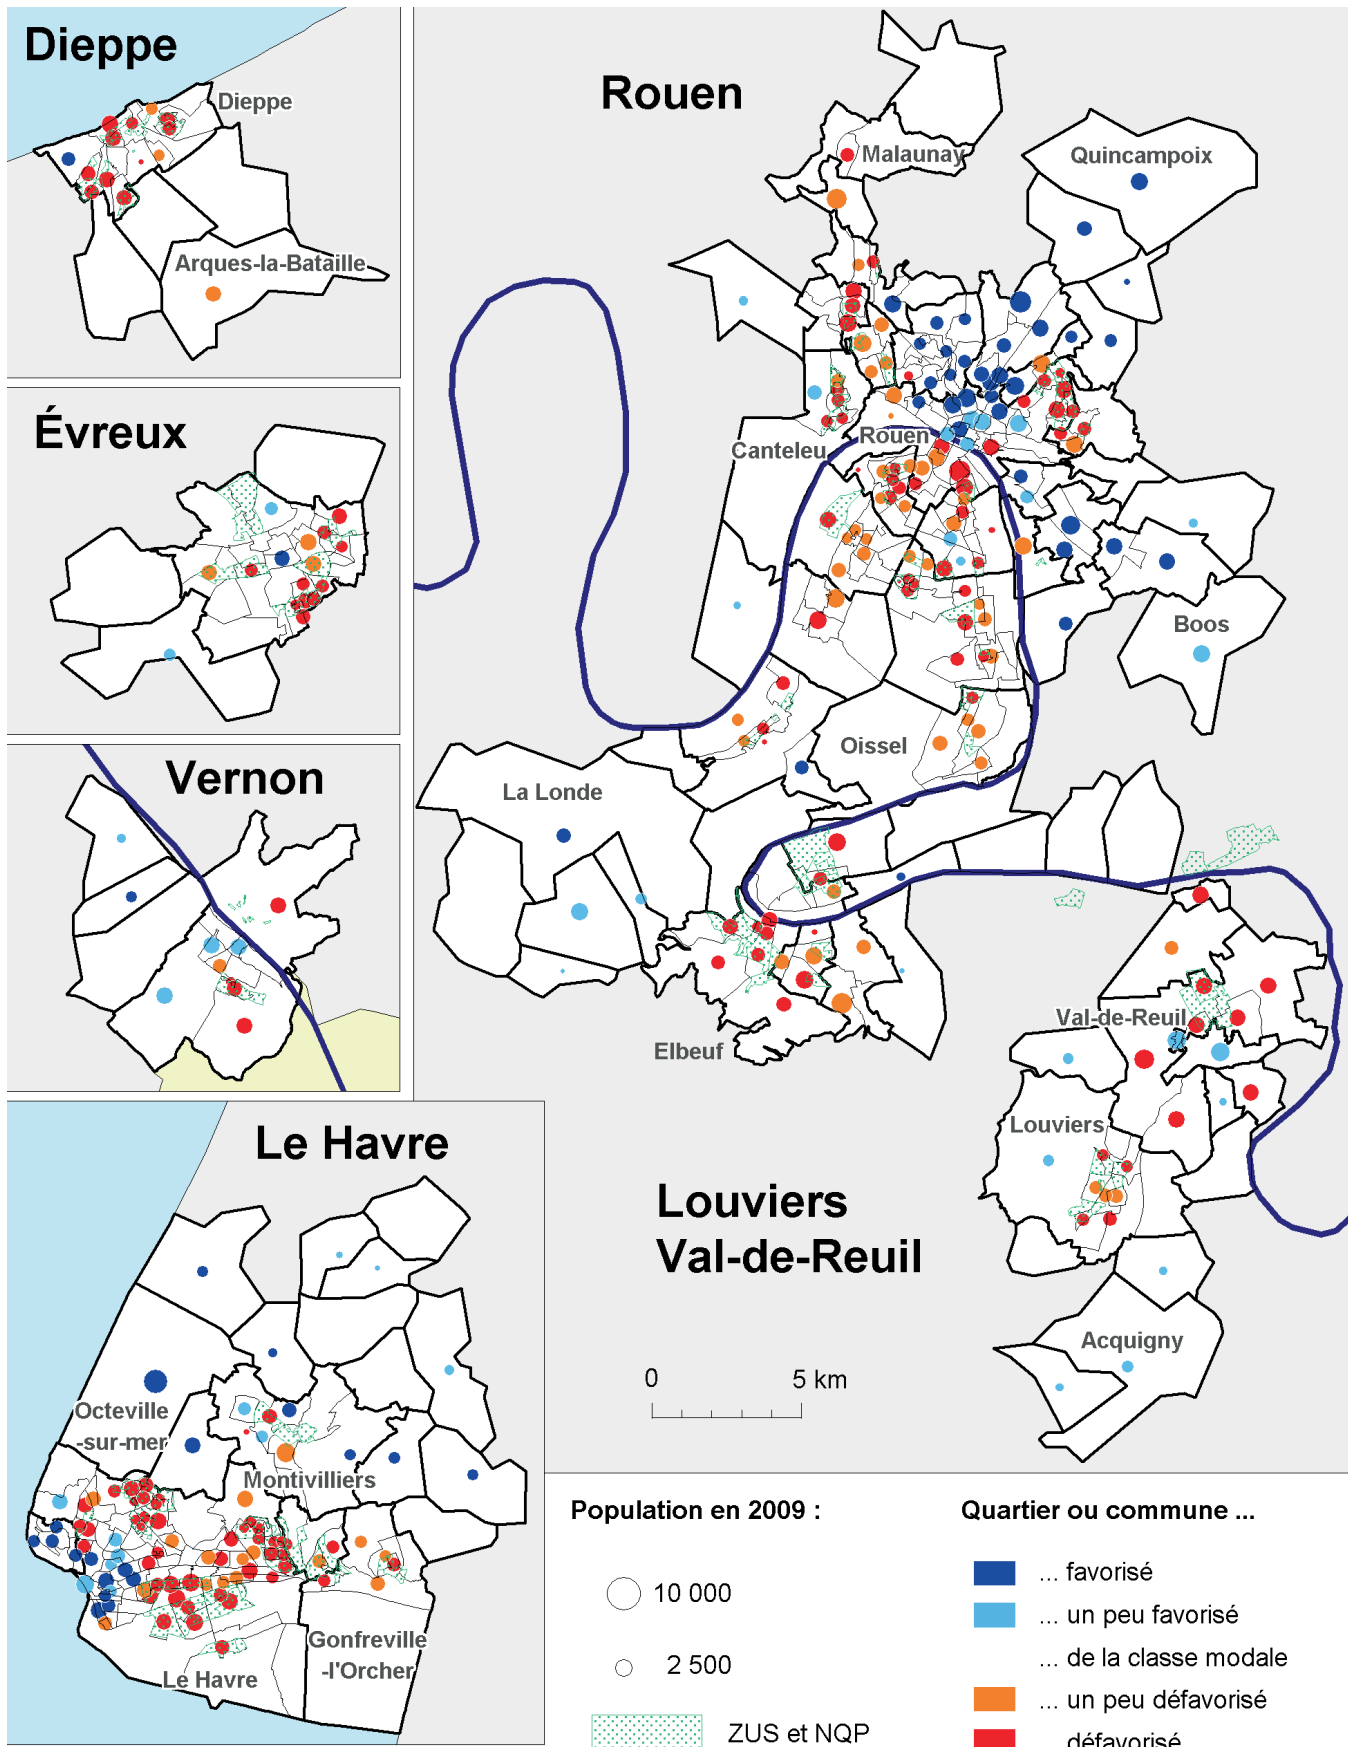 Dieppe
Dieppe
Arques-la-Bataille
Évreux
Vernon
Rouen
Malaunay
Quincampoix
Canteleu
Rouen
Boos
Oissel
La Londe
Elbeuf
Val-de-Reuil
Louviers
Acquigny
Louviers
Val-de-Reuil
0 5 km
Le Havre
Octeville
-sur-mer
Montivilliers
Gonfreville
-l'Orcher
Le Havre
Population en 2009 :
10 000
2 500
ZUS et NQP
Quartier ou commune ...
... favorisé
... un peu favorisé
... de la classe modale
... un peu défavorisé
défavorisé